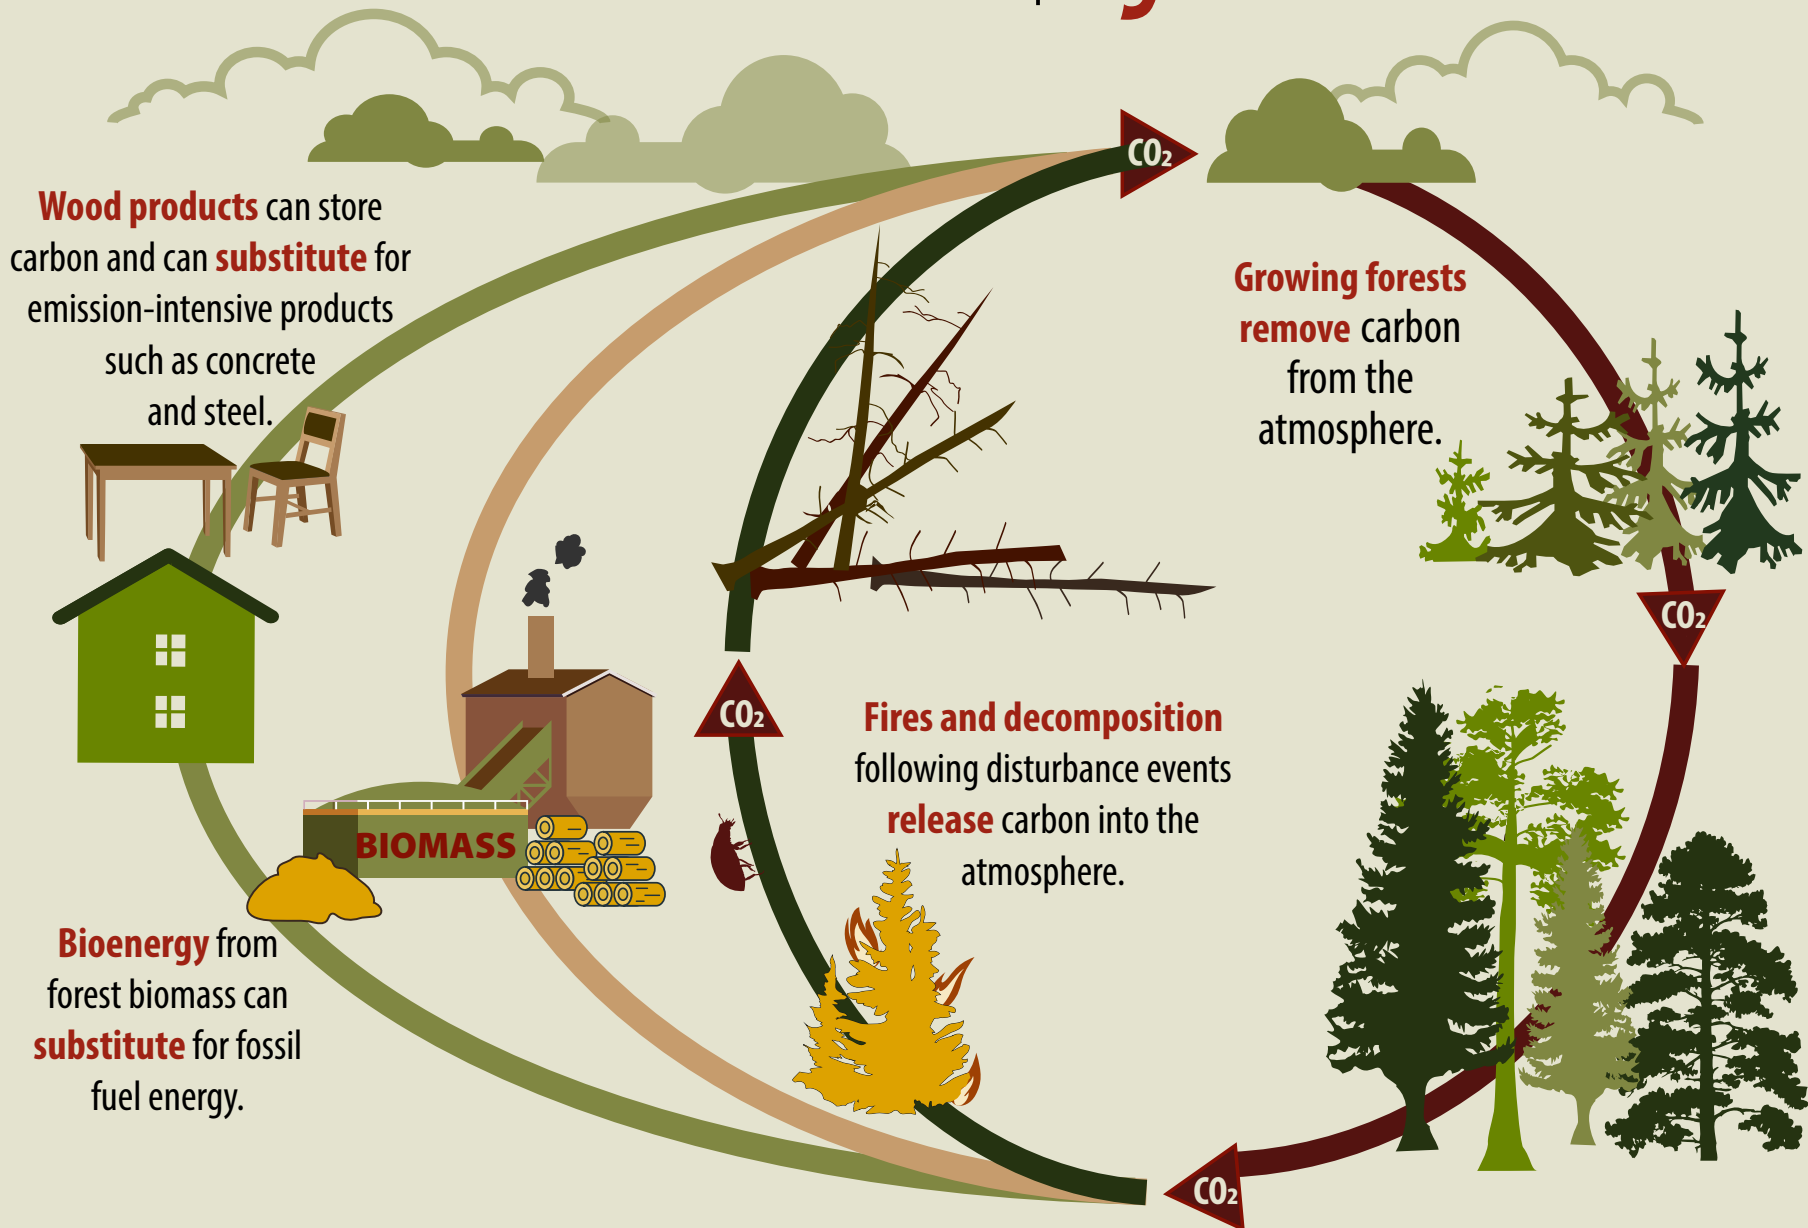 CO₂
Wood products can store
carbon and can substitute for
emission-intensive products
such as concrete
and steel.
Growing forests
remove carbon
from the
atmosphere.
CO₂
CO₂
Fires and decomposition
following disturbance events
release carbon into the
atmosphere.
BIOMASS
Bioenergy from
forest biomass can
substitute for fossil
fuel energy.
CO₂